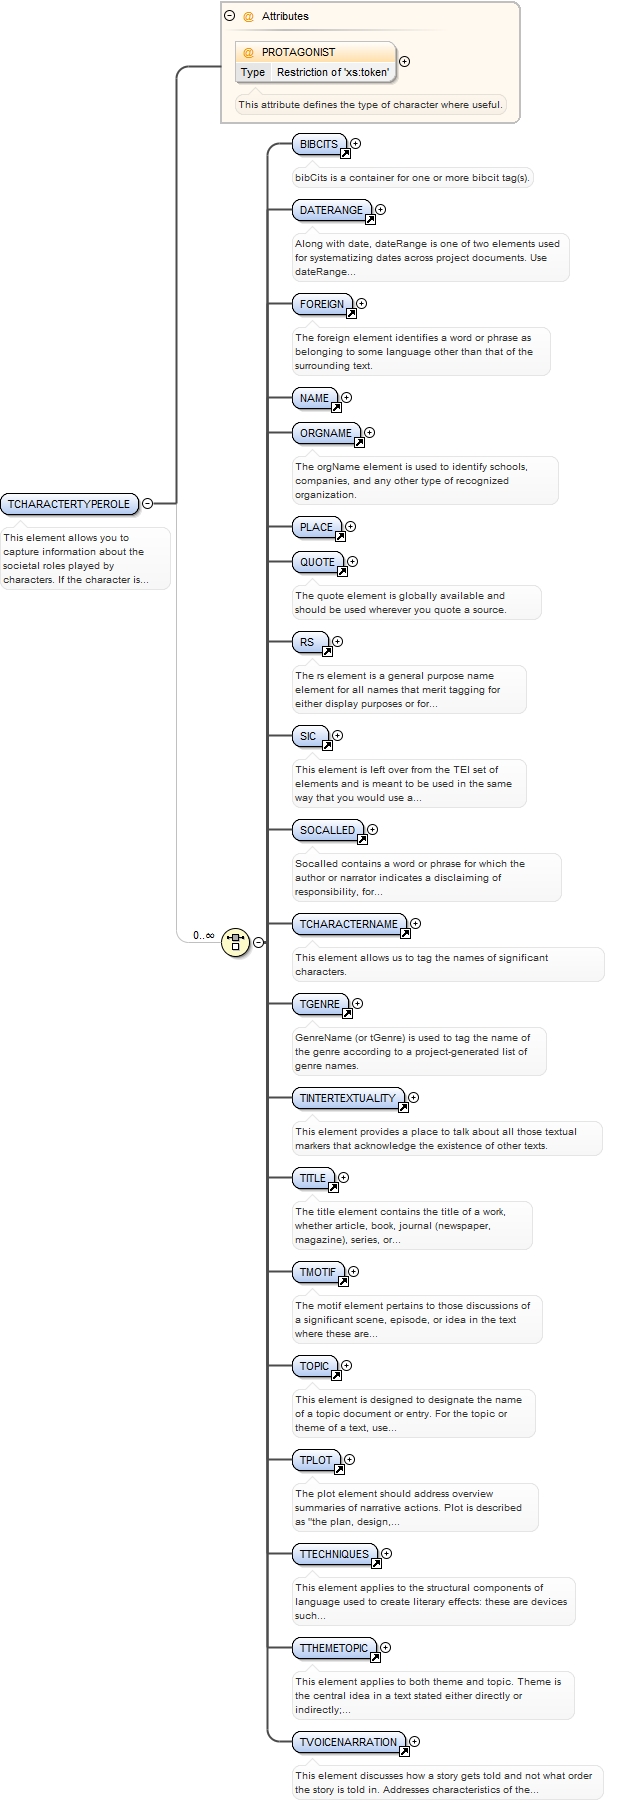 Attributes
@ PROTAGONIST
Type Restriction of 'xs:token'
This attribute defines the type of character where useful.
BIBCITS
bibCits is a container for one or more bibcit tag(s).
DATERANGE
Along with date, dateRange is one of two elements used
for systematizing dates across project documents. Use
dateRange...
FOREIGN
The foreign element identifies a word or phrase as
belonging to some language other than that of the
surrounding text.
NAME
ORGNAME
The orgName element is used to identify schools,
companies, and any other type of recognized
organization.
TCHARACTERTYPEROLE
This element allows you to
capture information about the
societal roles played by
characters. If the character is...
PLACE
QUOTE
The quote element is globally available and
should be used wherever you quote a source.
RS
The rs element is a general purpose name
element for all names that merit tagging for
either display purposes or for...
SIC
This element is left over from the TEI set of
elements and is meant to be used in the same
way that you would use a...
SOCALLED
Socalled contains a word or phrase for which the
author or narrator indicates a disclaiming of
responsibility, for...
0..∞
TCHARACTERNAME
This element allows us to tag the names of significant
characters.
TGENRE
GenreName (or tGenre) is used to tag the name of
the genre according to a project-generated list of
genre names.
TINTERTEXTUALITY
This element provides a place to talk about all those textual
markers that acknowledge the existence of other texts.
TITLE
The title element contains the title of a work,
whether article, book, journal (newspaper,
magazine), series, or...
TMOTIF
The motif element pertains to those discussions of
a significant scene, episode, or idea in the text
where these are...
TOPIC
This element is designed to designate the name
of a topic document or entry. For the topic or
theme of a text, use...
TPLOT
The plot element should address overview
summaries of narrative actions. Plot is described
as "the plan, design,...
TTECHNIQUES
This element applies to the structural components of
language used to create literary effects: these are devices
such...
TTHEMETOPIC
This element applies to both theme and topic. Theme is
the central idea in a text stated either directly or
indirectly;...
TVOICENARRATION
This element discusses how a story gets told and not what order
the story is told in. Addresses characteristics of the...